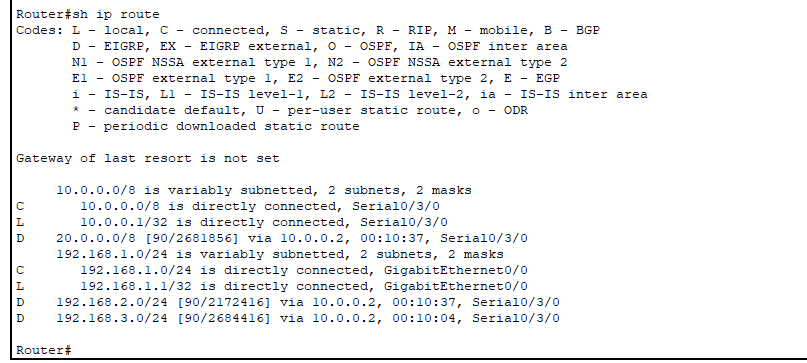 Router#sh ip route
Codes: L - local, C - connected, S - static, R - RIP, M - mobile, B - BGP
D - EIGRP, EX - EIGRP external, O - OSPF, IA - OSPF inter area
N1 - OSPF NSSA external type 1, N2 - OSPF NSSA external type 2
E1 - OSPF external type 1, E2 - OSPF external type 2, E - EGP
i - IS-IS, L1 - IS-IS level-1, L2 - IS-IS level-2, ia - IS-IS inter area
* - candidate default, U - per-user static route, o - ODR
P - periodic downloaded static route
Gateway of last resort is not set
10.0.0.0/8 is variably subnetted, 2 subnets, 2 masks
C 10.0.0.0/8 is directly connected, Serial0/3/0
L 10.0.0.1/32 is directly connected, Serial0/3/0
D 20.0.0.0/8 [90/2681856] via 10.0.0.2, 00:10:37, Serial0/3/0
192.168.1.0/24 is variably subnetted, 2 subnets, 2 masks
C 192.168.1.0/24 is directly connected, GigabitEthernet0/0
L 192.168.1.1/32 is directly connected, GigabitEthernet0/0
D 192.168.2.0/24 [90/2172416] via 10.0.0.2, 00:10:37, Serial0/3/0
D 192.168.3.0/24 [90/2684416] via 10.0.0.2, 00:10:04, Serial0/3/0
Router#